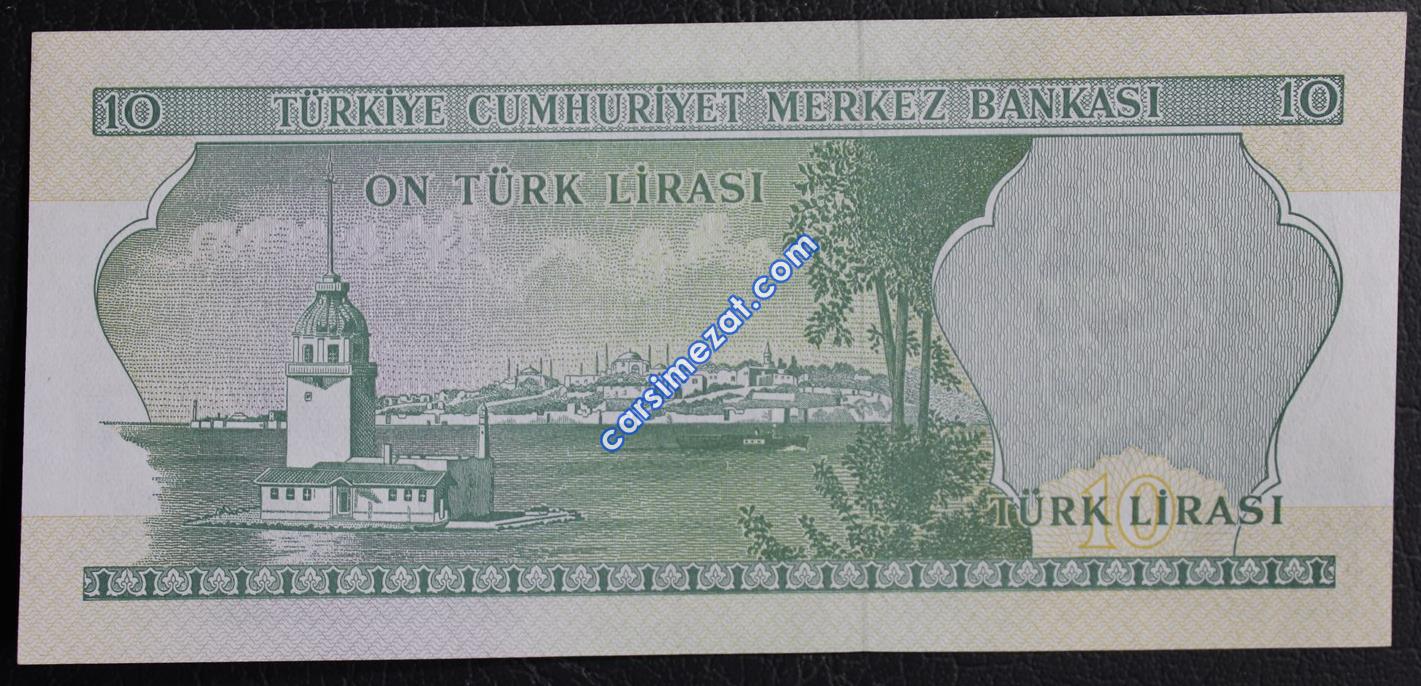 10 TÜRKİYE CUMHURİYET MERKEZ BANKASI 10
ON TÜRK LİRASI
carsimezat.com
TÜRK LİRASI
10